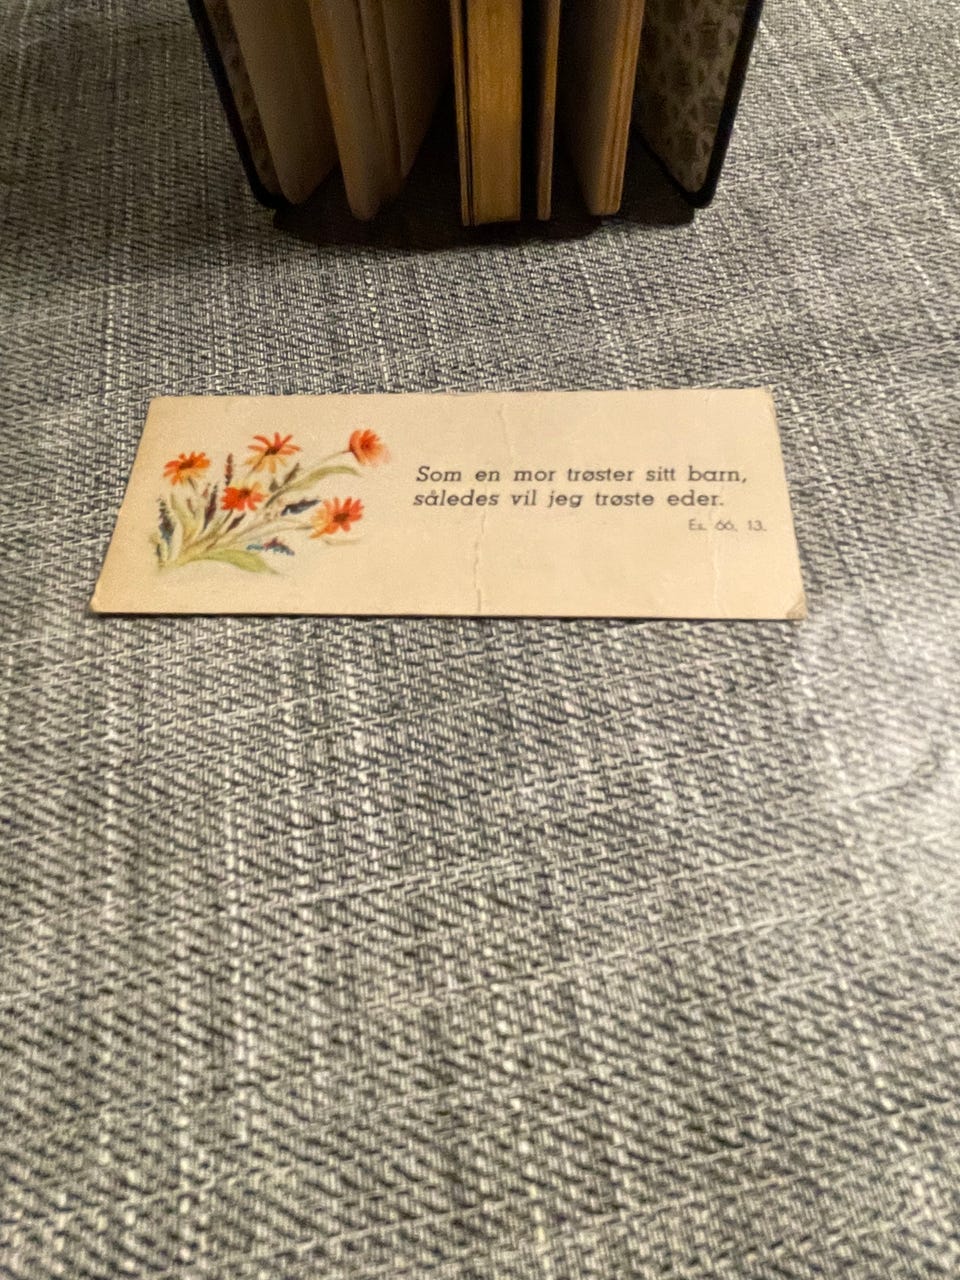 Som en mor trøster sitt barn,
således vil jeg trøste eder.
Es. 66, 13.